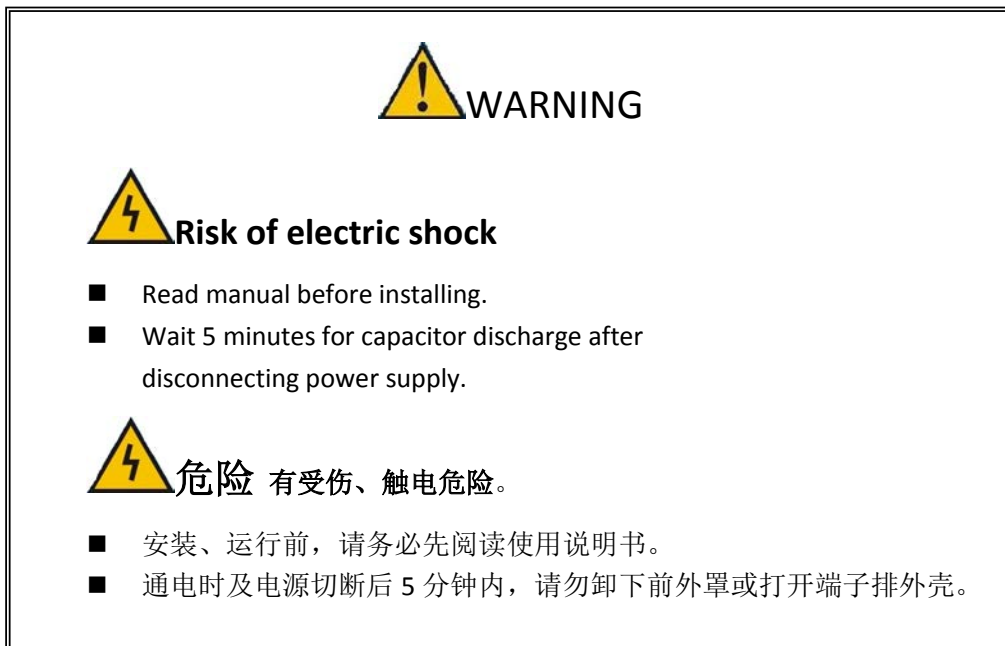 WARNING
Risk of electric shock
■ Read manual before installing.
■ Wait 5 minutes for capacitor discharge after
disconnecting power supply.
危险 有受伤、触电危险。
■ 安装、运行前，请务必先阅读使用说明书。
■ 通电时及电源切断后 5 分钟内，请勿卸下前外罩或打开端子排外壳。